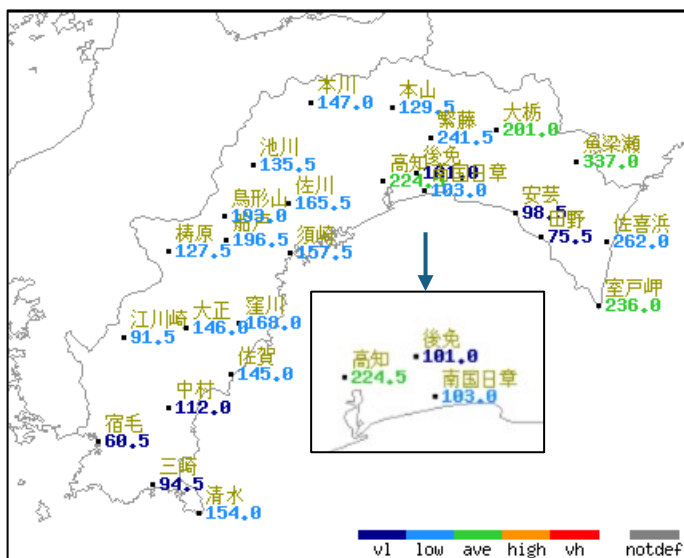 本川
147.0
本山
129.5
繁藤
241.5
大栃
201.0
魚梁瀬
337.0
池川
135.5
高知
224.5
後免
101.0
南国日章
103.0
佐川
165.5
鳥形山
193.0
船戸
196.5
梼原
127.5
須崎
157.5
安芸
98.5
田野
75.5
佐喜浜
262.0
室戸岬
236.0
江川崎
91.5
大正
146.0
窪川
168.0
佐賀
145.0
後免
101.0
高知
224.5
南国日章
103.0
中村
112.0
宿毛
60.5
三崎
94.5
清水
154.0
vl low ave high vh notdef